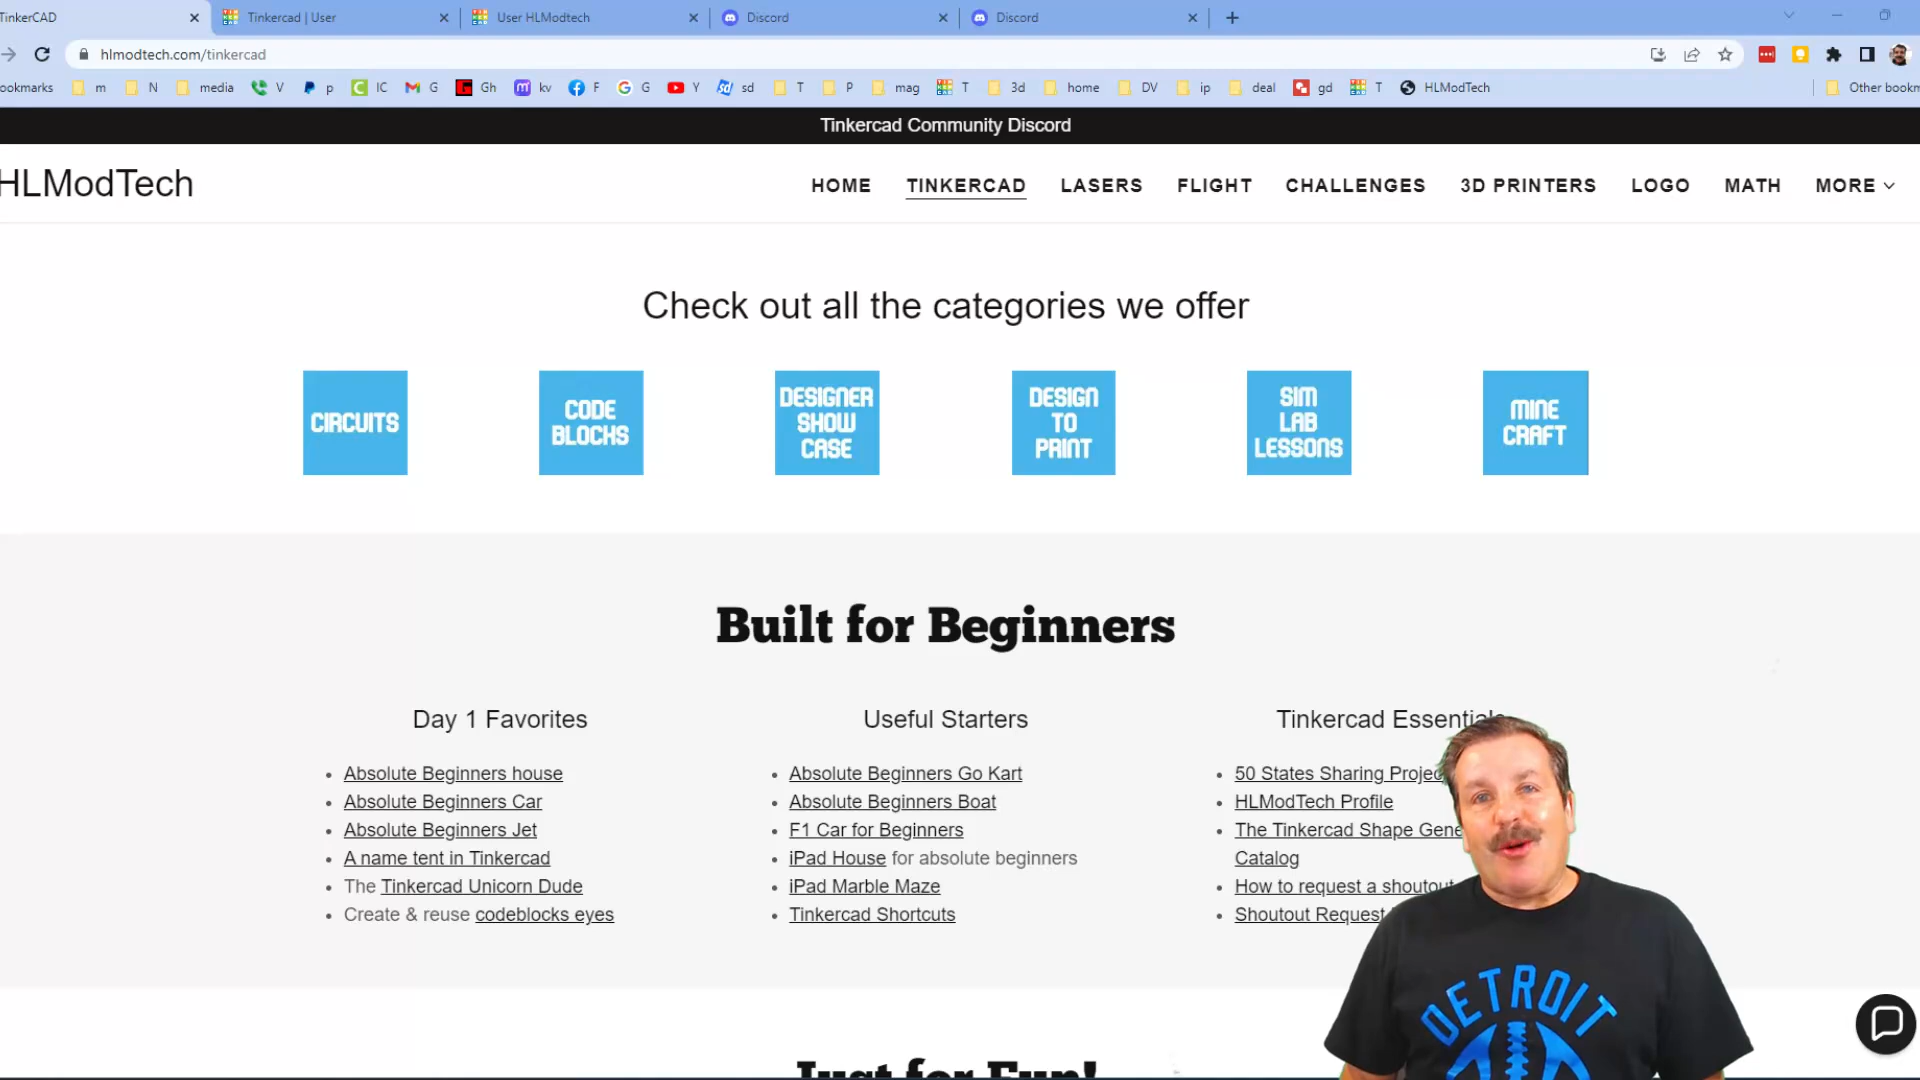 TinkerCAD
Tinkercad | User
User HLModtech
Discord
Discord
hlmodtech.com/tinkercad
ookmarks
m
N
media
V
p
IC
G
Gh
kv
F
G
Y
sd
T
P
mag
T
3d
home
DV
ip
deal
gd
T
HLModTech
Other bookm
Tinkercad Community Discord
HLModTech
HOME
TINKERCAD
LASERS
FLIGHT
CHALLENGES
3D PRINTERS
LOGO
MATH
MORE
Check out all the categories we offer
CIRCUITS
CODE
BLOCKS
DESIGNER
SHOW
CASE
DESIGN
TO
PRINT
SIM
LAB
LESSONS
MINE
CRAFT
Built for Beginners
Day 1 Favorites
Absolute Beginners house
Absolute Beginners Car
Absolute Beginners Jet
A name tent in Tinkercad
The Tinkercad Unicorn Dude
Create & reuse codeblocks eyes
Useful Starters
Absolute Beginners Go Kart
Absolute Beginners Boat
F1 Car for Beginners
iPad House for absolute beginners
iPad Marble Maze
Tinkercad Shortcuts
Tinkercad Essentials
50 States Sharing Projec
HLModTech Profile
The Tinkercad Shape Gene
Catalog
How to request a shoutout
Shoutout Request
DETROIT
Just for Fun!